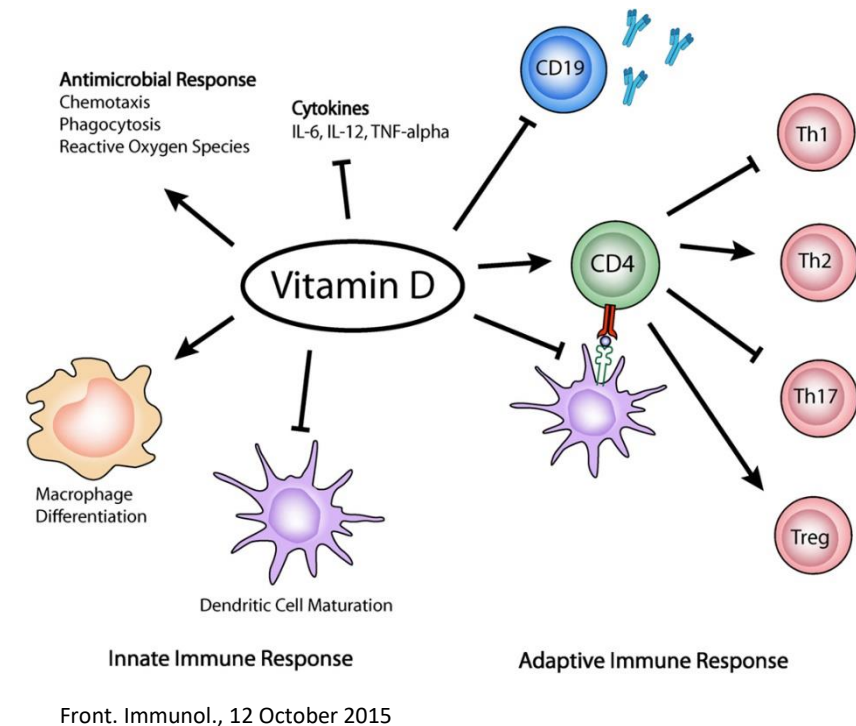 Antimicrobial Response
Chemotaxis
Phagocytosis
Reactive Oxygen Species
Cytokines
IL-6, IL-12, TNF-alpha
CD19
Th1
Vitamin D
CD4
Th2
Th17
Macrophage
Differentiation
Treg
Dendritic Cell Maturation
Innate Immune Response
Adaptive Immune Response
Front. Immunol., 12 October 2015